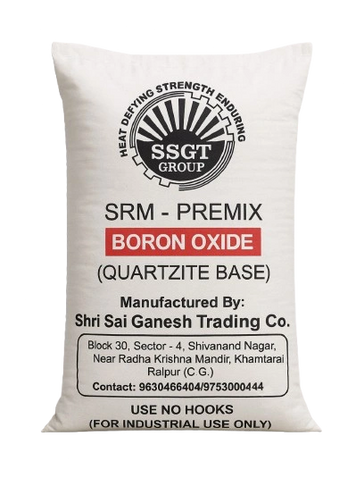 HEAT DEFYING STRENGTH ENDURING
SSGT
GROUP
SRM - PREMIX
BORON OXIDE
(QUARTZITE BASE)
Manufactured By:
Shri Sai Ganesh Trading Co.
Block 30, Sector - 4, Shivanand Nagar,
Near Radha Krishna Mandir, Khamtarai
Ralpur (C G.)
Contact: 9630466404/9753000444
USE NO HOOKS
(FOR INDUSTRIAL USE ONLY)